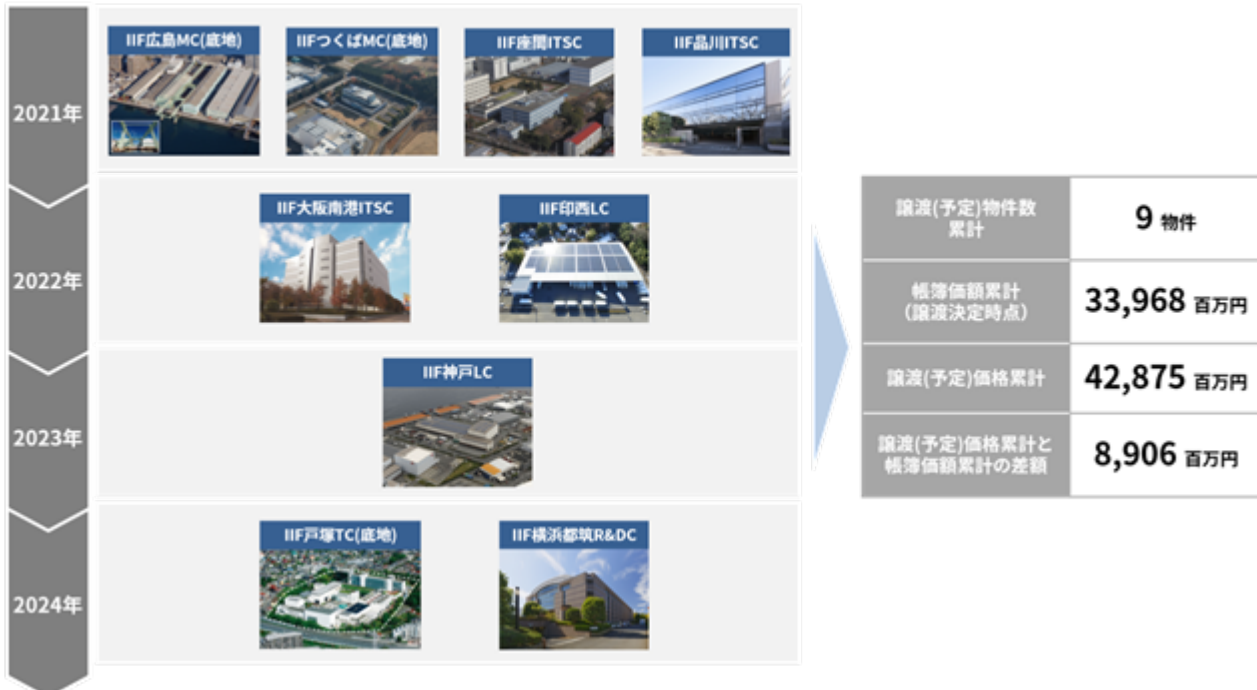 2021年
IIF広島MC(底地)
IIFつくばMC(底地)
IIF座間ITSC
IIF品川ITSC
2022年
IIF大阪南港ITSC
IIF印西LC
2023年
IIF神戸LC
2024年
IIF戸塚TC(底地)
IIF横浜都筑R&DC
譲渡(予定)物件数
累計
9 物件
帳簿価額累計
(譲渡決定時点)
33,968 百万円
譲渡(予定)価格累計
42,875 百万円
譲渡(予定)価格累計と
帳簿価額累計の差額
8,906 百万円